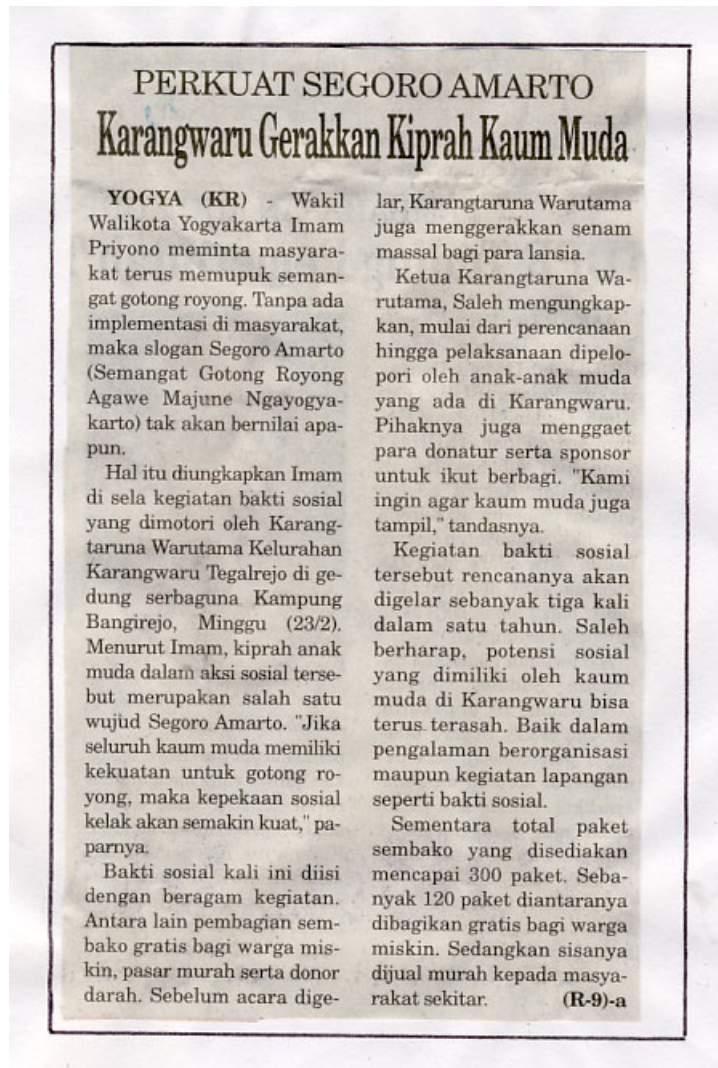 PERKUAT SEGORO AMARTO
Karangwaru Gerakkan Kiprah Kaum Muda
YOGYA (KR) - Wakil
Walikota Yogyakarta Imam
Priyono meminta masyara-
kat terus memupuk seman-
gat gotong royong. Tanpa ada
implementasi di masyarakat,
maka slogan Segoro Amarto
(Semangat Gotong Royong
Agawe Majune Ngayogya-
karto) tak akan bernilai apa-
pun.
Hal itu diungkapkan Imam
di sela kegiatan bakti sosial
yang dimotori oleh Karang-
taruna Warutama Kelurahan
Karangwaru Tegalrejo di ge-
dung serbaguna Kampung
Bangirejo, Minggu (23/2).
Menurut Imam, kiprah anak
muda dalam aksi sosial terse-
but merupakan salah satu
wujud Segoro Amarto. "Jika
seluruh kaum muda memiliki
kekuatan untuk gotong ro-
yong, maka kepekaan sosial
kelak akan semakin kuat," pa-
parnya.
Bakti sosial kali ini diisi
dengan beragam kegiatan.
Antara lain pembagian sem-
bako gratis bagi warga mis-
kin, pasar murah serta donor
darah. Sebelum acara dige-
lar, Karangtaruna Warutama
juga menggerakkan senam
massal bagi para lansia.
Ketua Karangtaruna Wa-
rutama, Saleh mengungkap-
kan, mulai dari perencanaan
hingga pelaksanaan dipelo-
pori oleh anak-anak muda
yang ada di Karangwaru.
Pihaknya juga menggaet
para donatur serta sponsor
untuk ikut berbagi. "Kami
ingin agar kaum muda juga
tampil," tandasnya.
Kegiatan bakti sosial
tersebut rencananya akan
digelar sebanyak tiga kali
dalam satu tahun. Saleh
berharap, potensi sosial
yang dimiliki oleh kaum
muda di Karangwaru bisa
terus terasah. Baik dalam
pengalaman berorganisasi
maupun kegiatan lapangan
seperti bakti sosial.
Sementara total paket
sembako yang disediakan
mencapai 300 paket. Seba-
nyak 120 paket diantaranya
dibagikan gratis bagi warga
miskin. Sedangkan sisanya
dijual murah kepada masya-
rakat sekitar. (R-9)-a